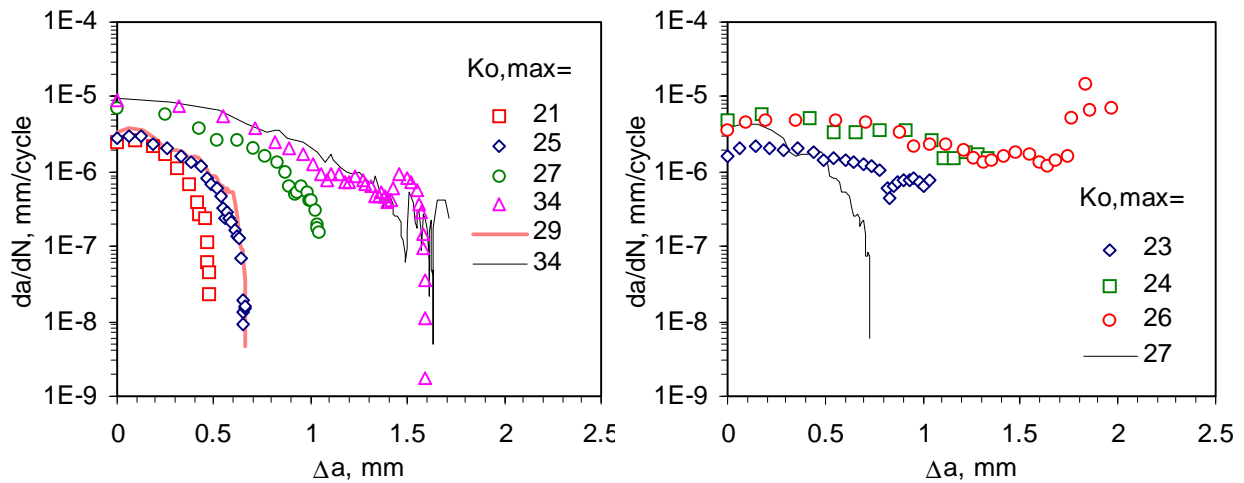 1E-4
1E-5
1E-6
1E-7
1E-8
1E-9
da/dN, mm/cycle
0
0.5
1
1.5
2
2.5
Δa, mm
Ko,max=
21
25
27
34
29
34
1E-4
1E-5
1E-6
1E-7
1E-8
1E-9
da/dN, mm/cycle
0
0.5
1
1.5
2
2.5
Δa, mm
Ko,max=
23
24
26
27